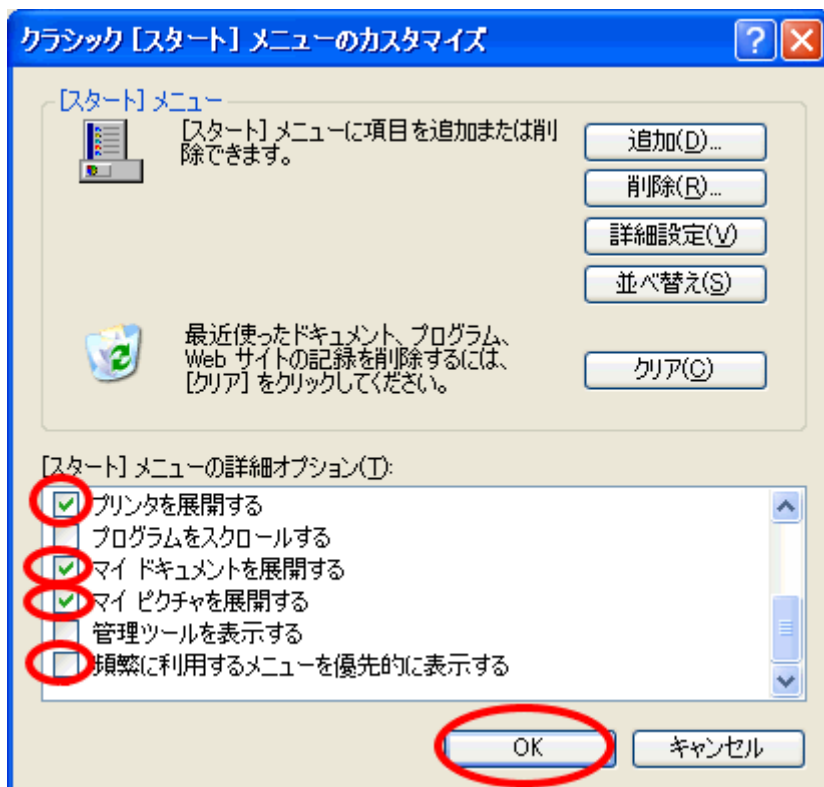 クラシック [スタート] メニューのカスタマイズ
[スタート] メニュー
[スタート] メニューに項目を追加または削
除できます。
追加(D)...
削除(R)...
詳細設定(V)
並べ替え(S)
最近使ったドキュメント、プログラム、
Web サイトの記録を削除するには、
[クリア] をクリックしてください。
クリア(C)
[スタート] メニューの詳細オプション(T):
プリンタを展開する
プログラムをスクロールする
マイ ドキュメントを展開する
マイ ピクチャを展開する
管理ツールを表示する
頻繁に利用するメニューを優先的に表示する
OK
キャンセル